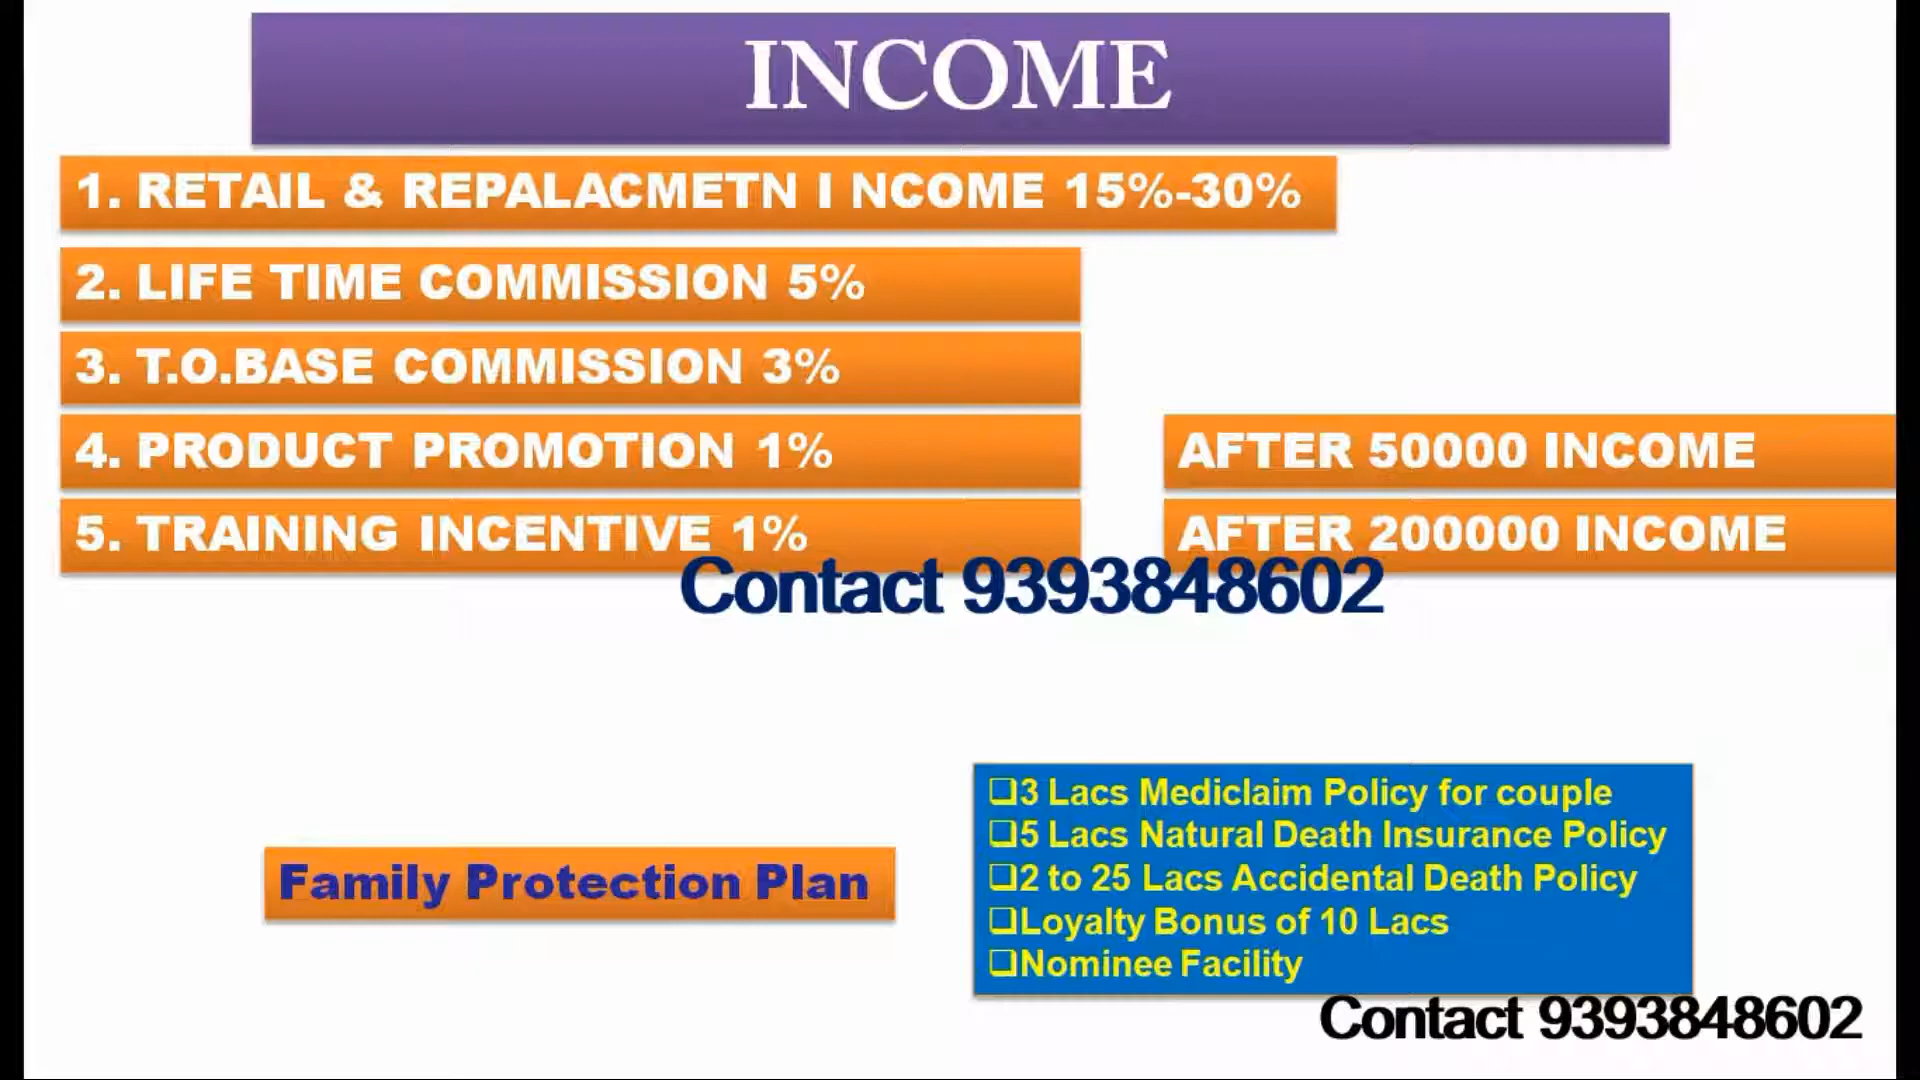 INCOME
1. RETAIL & REPALACMETN I NCOME 15%-30%
2. LIFE TIME COMMISSION 5%
3. T.O.BASE COMMISSION 3%
4. PRODUCT PROMOTION 1%
AFTER 50000 INCOME
5. TRAINING INCENTIVE 1%
AFTER 200000 INCOME
Contact 9393848602
Family Protection Plan
❑3 Lacs Mediclaim Policy for couple
❑5 Lacs Natural Death Insurance Policy
❑2 to 25 Lacs Accidental Death Policy
❑Loyalty Bonus of 10 Lacs
❑Nominee Facility
Contact 9393848602